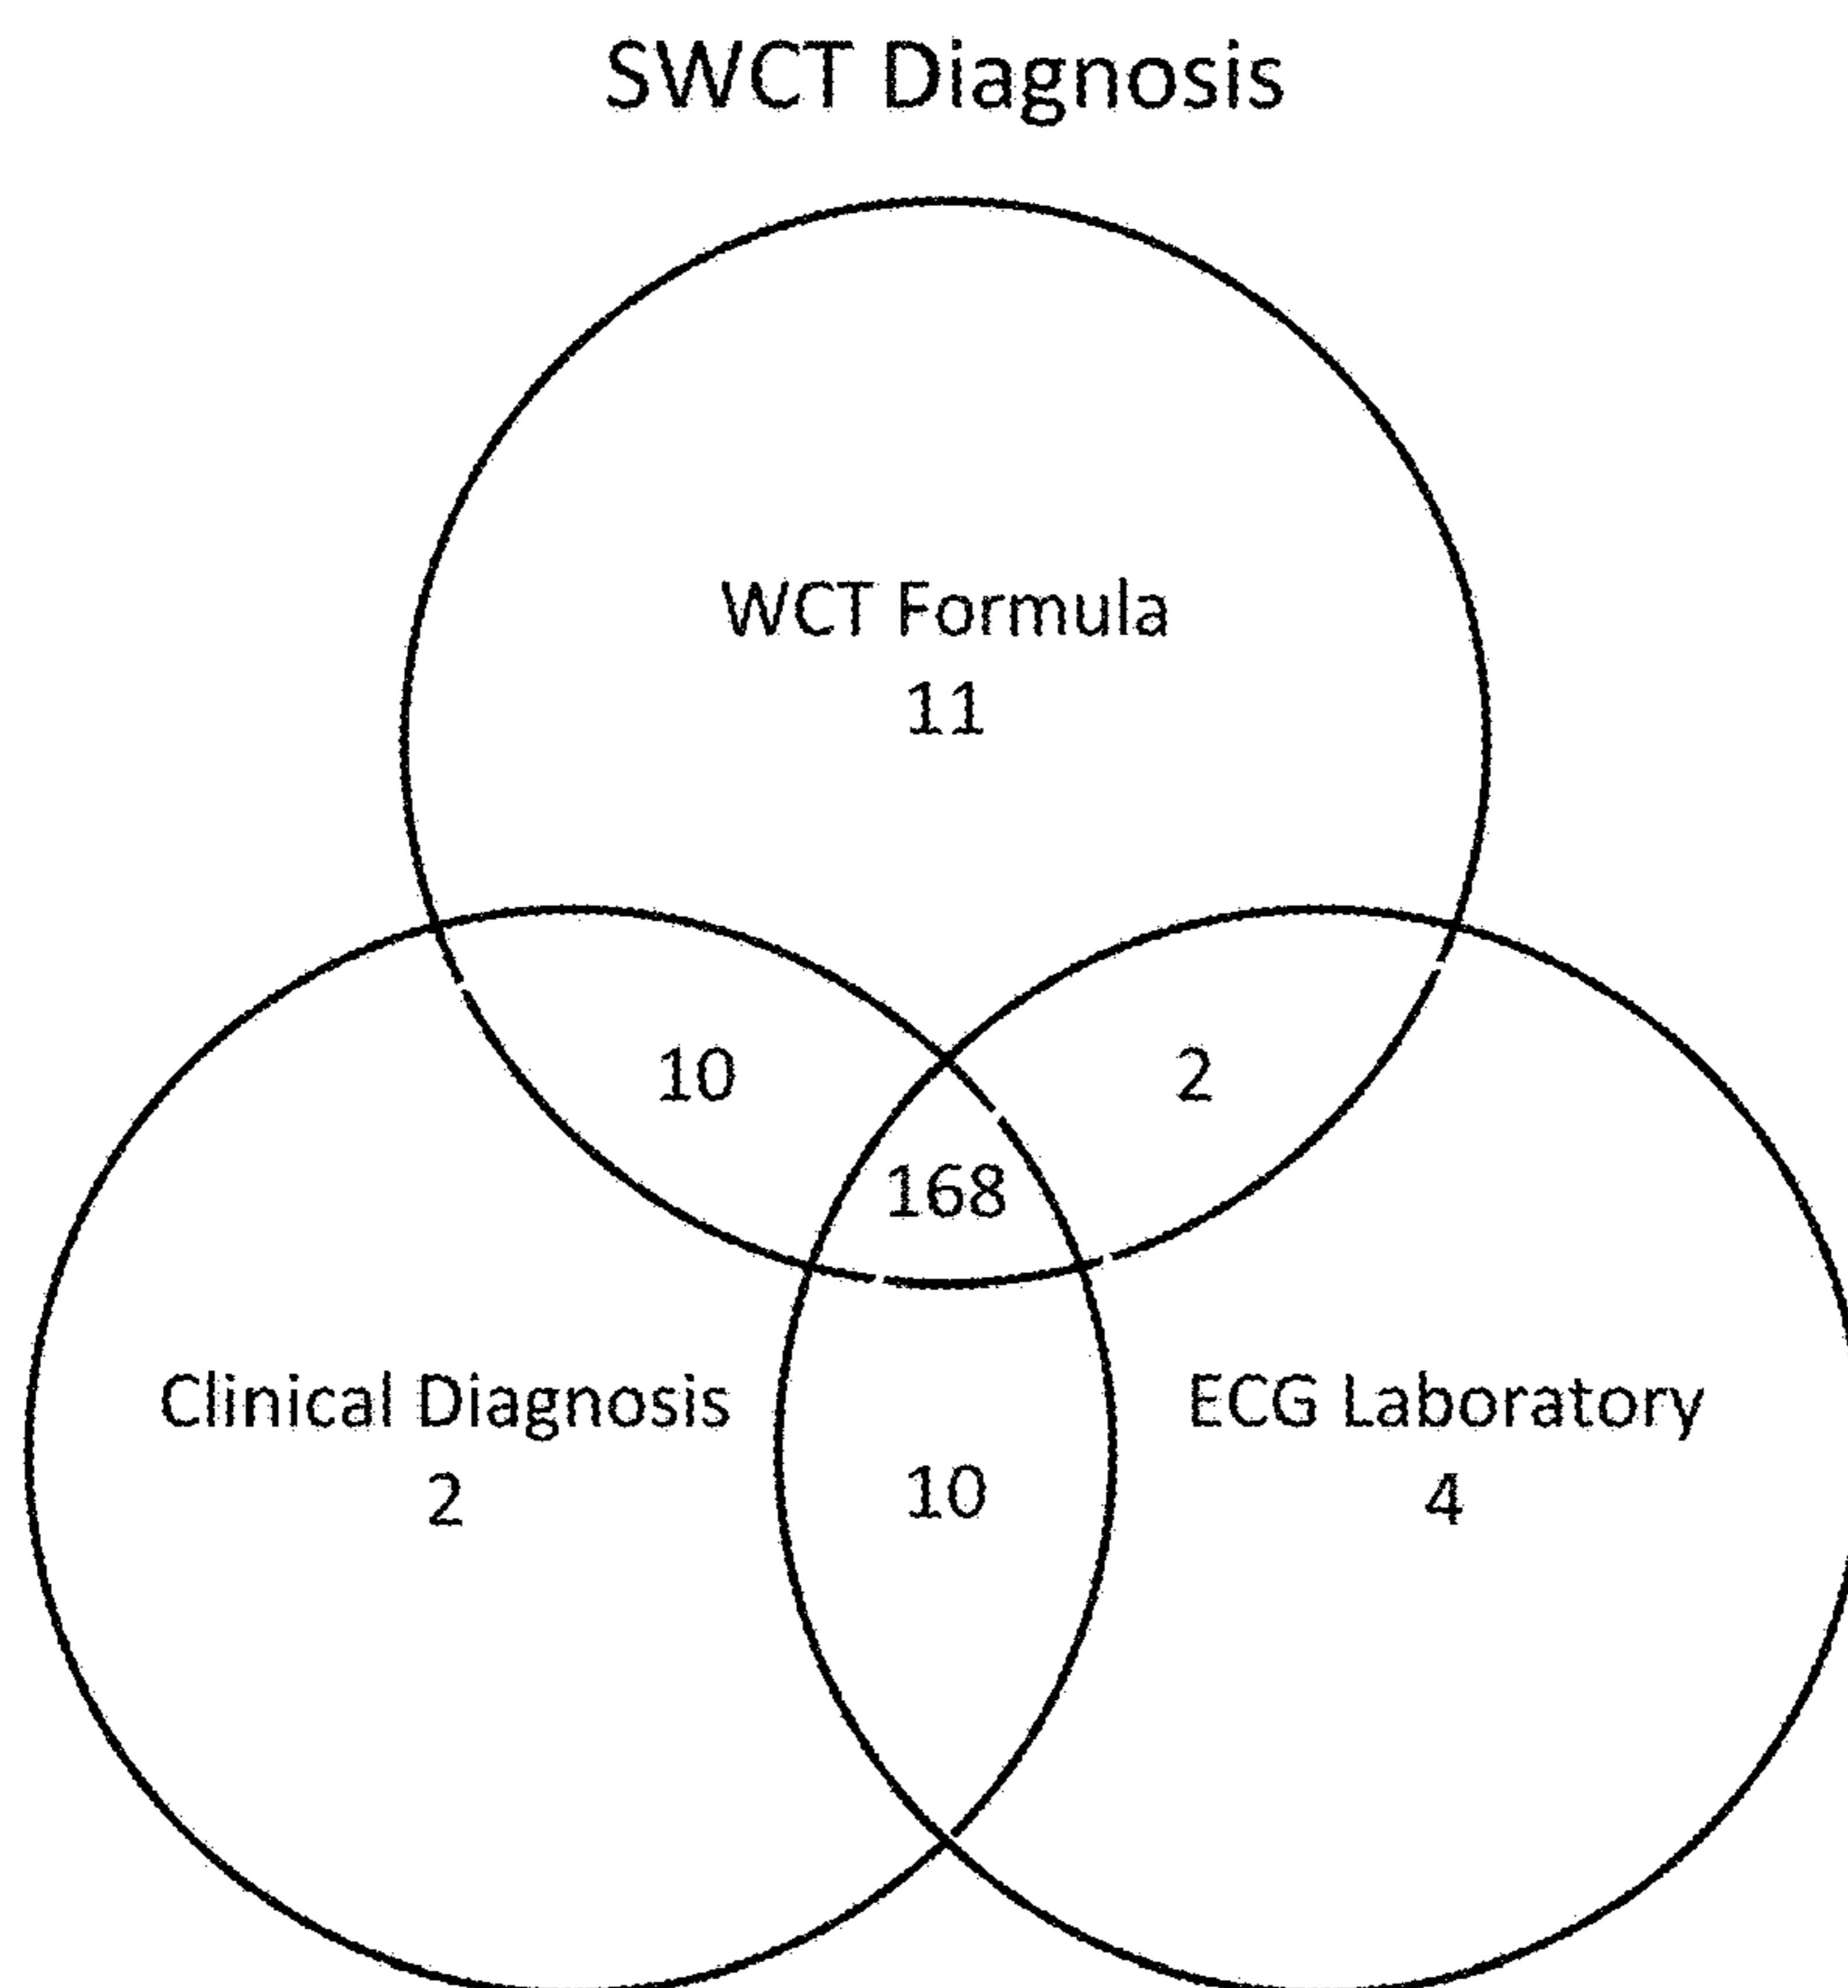 SWCT Diagnosis
WCT Formula
11
10
2
168
Clinical Diagnosis
2
10
ECG Laboratory
4